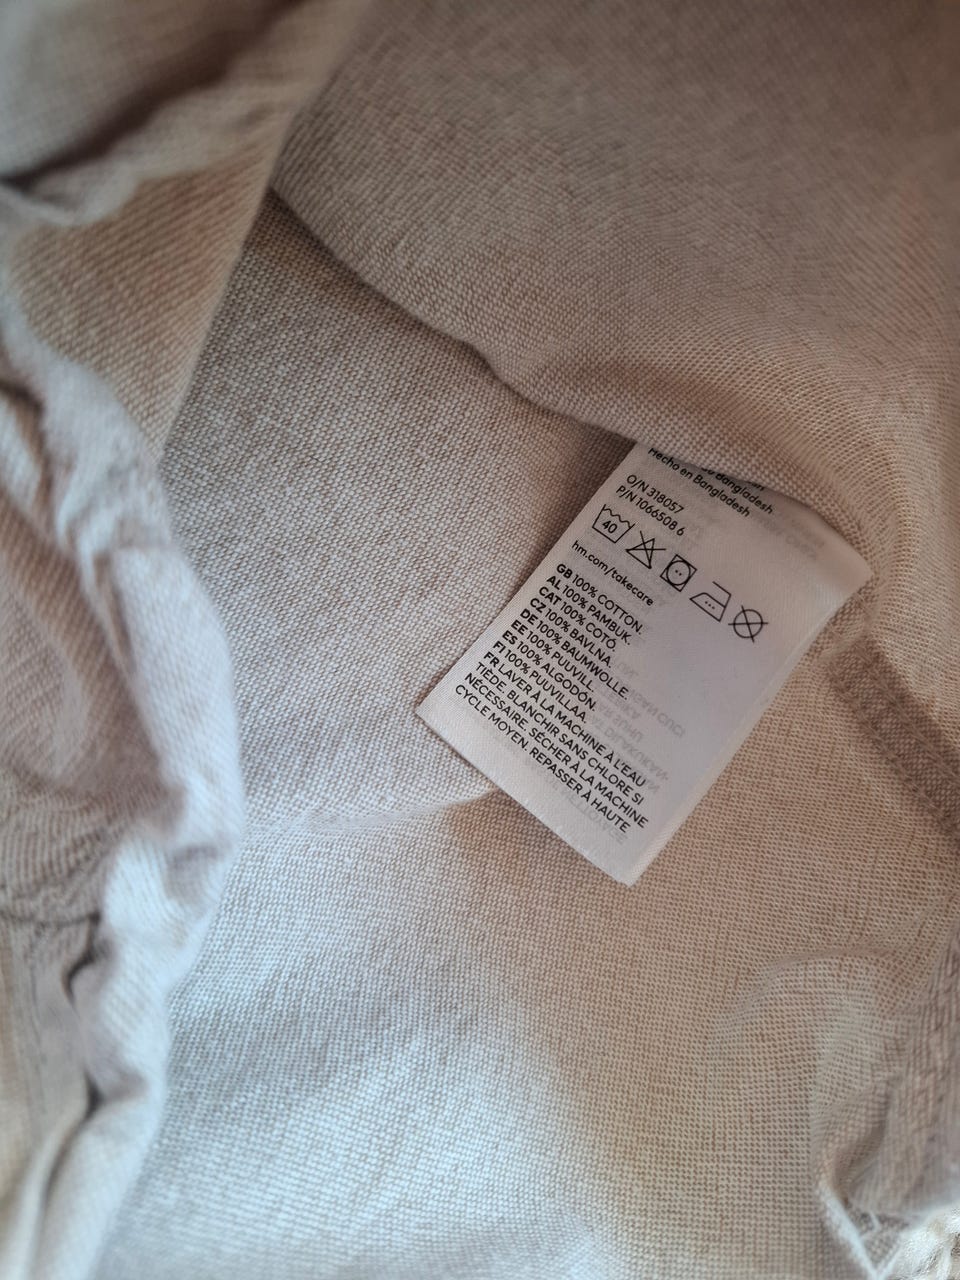 Bangladesh
Hecho en Bangladesh
O/N 318057
P/N 1066508 6
40
hm.com/takecare
GB 100% COTTON.
AL 100% PAMBUK.
CAT 100% COTÓ.
CZ 100% BAVLNA.
DE 100% BAUMWOLLE.
EE 100% PUUVILL.
ES 100% ALGODÓN.
FI 100% PUUVILLAA.
FR LAVER À LA MACHINE À L'EAU
TIÈDE. BLANCHIR SANS CHLORE SI
NÉCESSAIRE. SÉCHER À LA MACHINE
CYCLE MOYEN. REPASSER À HAUTE